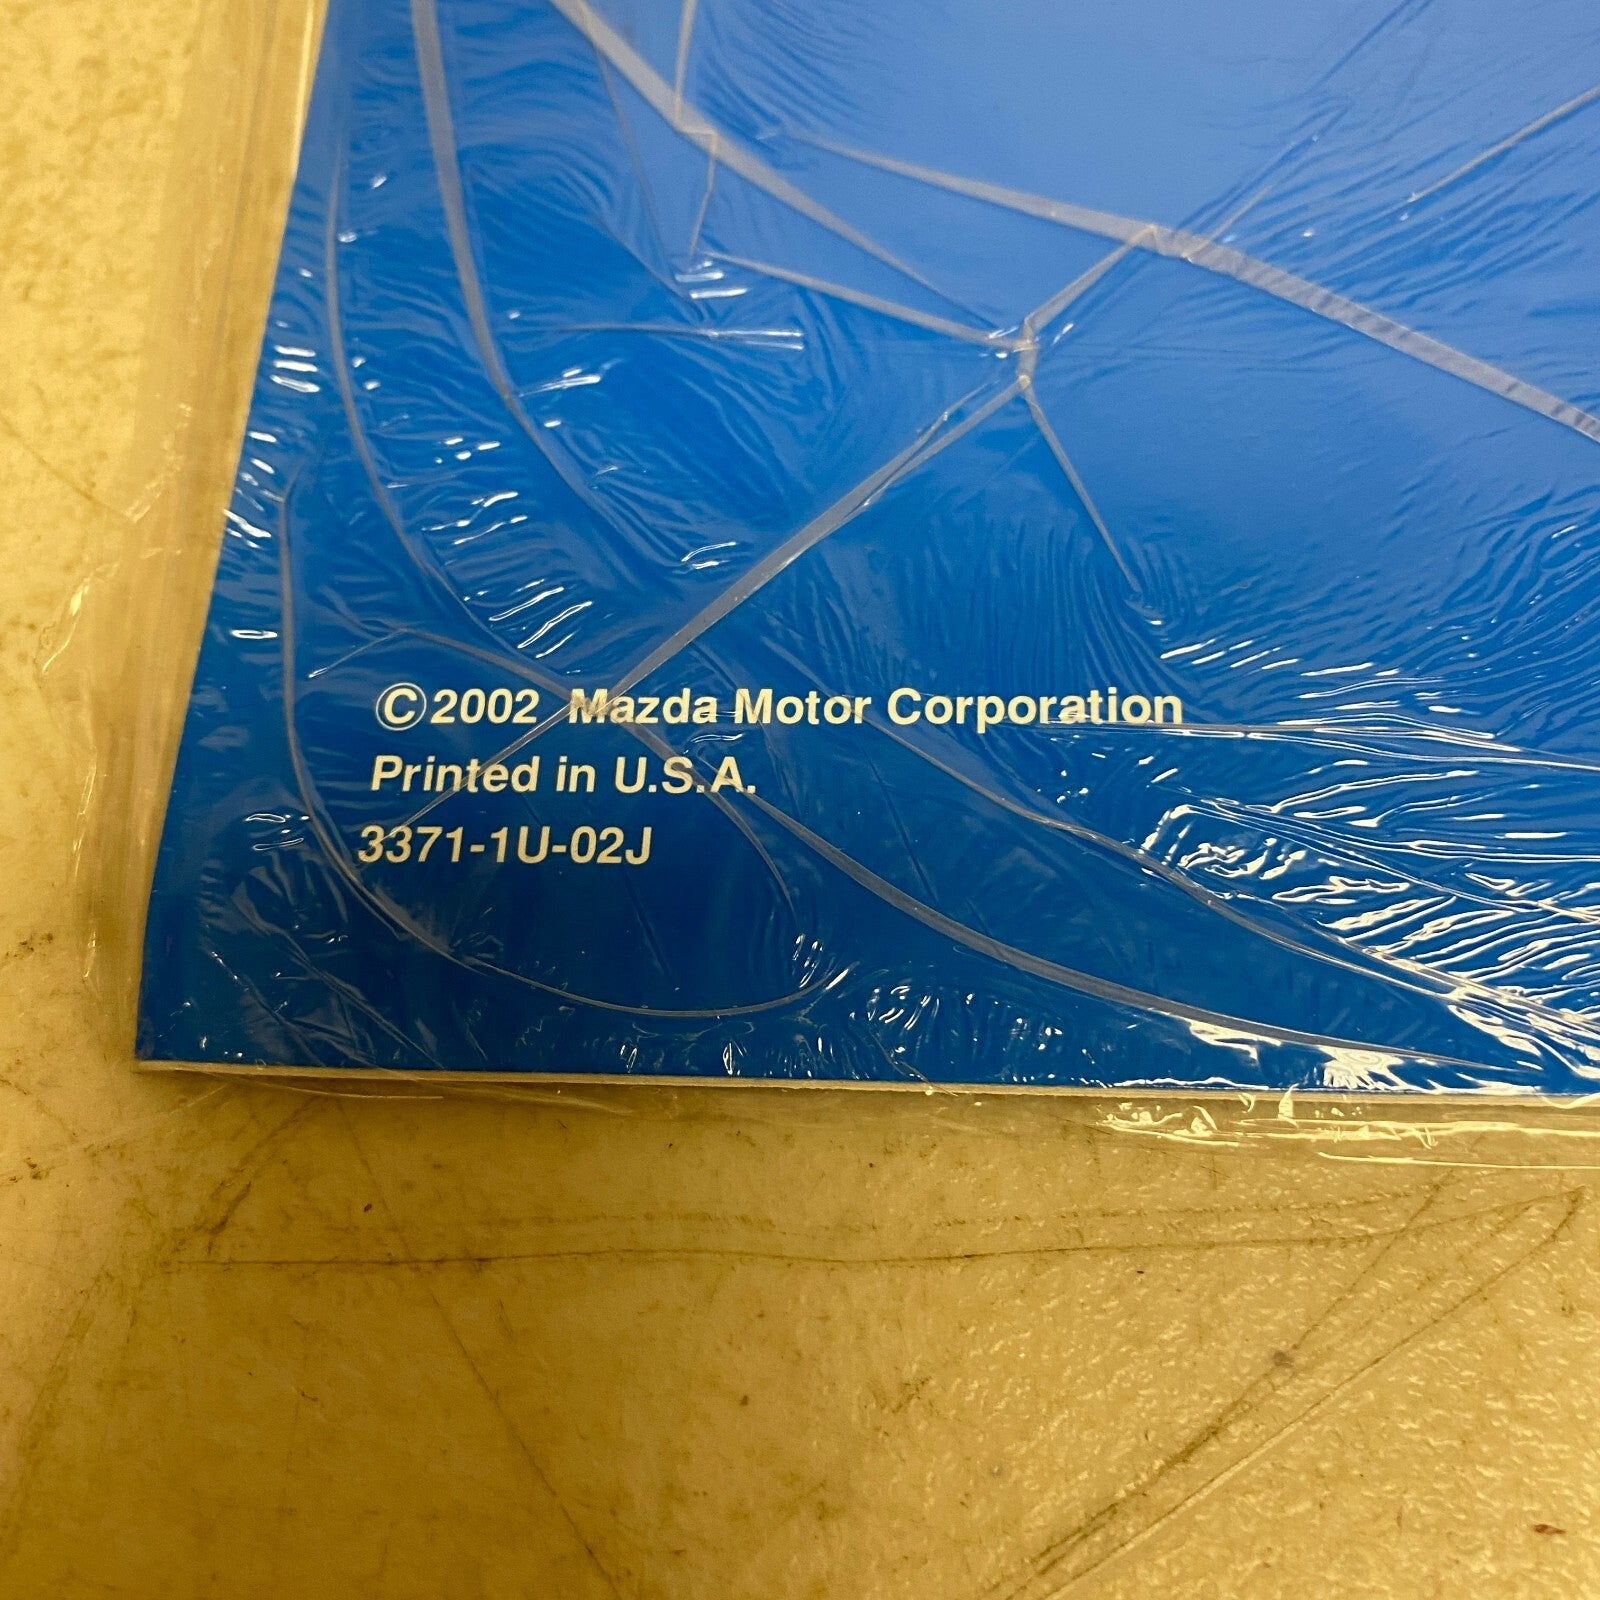 ©2002 Mazda Motor Corporation
Printed in U.S.A.
3371-1U-02J